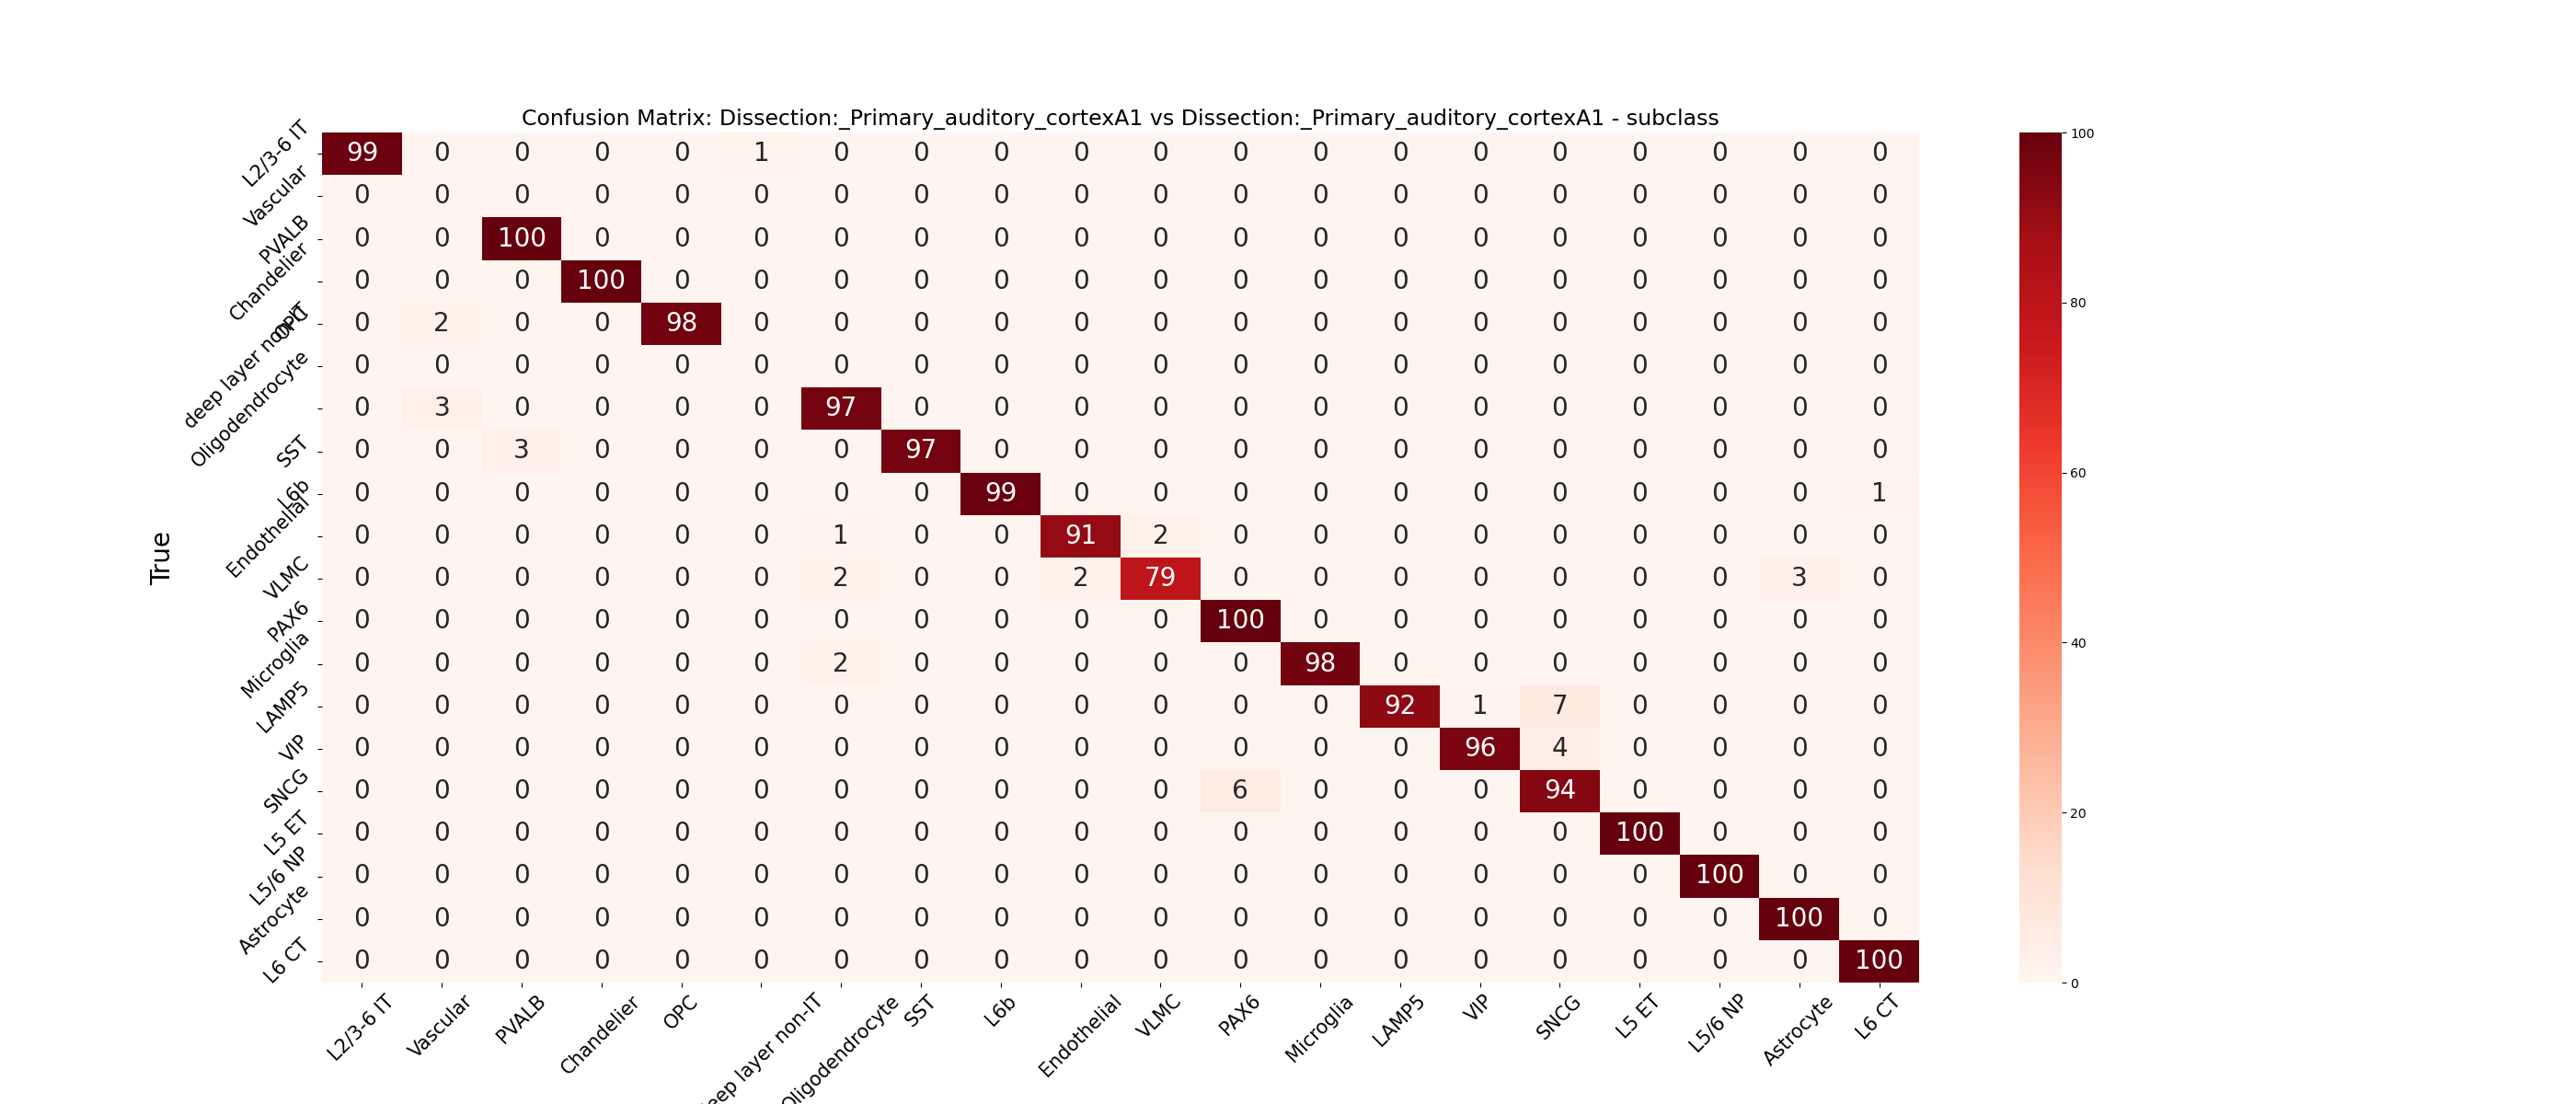 Confusion Matrix: Dissection:_Primary_auditory_cortexA1 vs Dissection:_Primary_auditory_cortexA1 - subclass
True
L2/3-6 IT 99 0 0 0 0 1 0 0 0 0 0 0 0 0 0 0 0 0 0 0
Vascular 0 0 0 0 0 0 0 0 0 0 0 0 0 0 0 0 0 0 0 0
PVALB 0 0 100 0 0 0 0 0 0 0 0 0 0 0 0 0 0 0 0 0
Chandelier 0 0 0 100 0 0 0 0 0 0 0 0 0 0 0 0 0 0 0 0
OPC 0 2 0 0 98 0 0 0 0 0 0 0 0 0 0 0 0 0 0 0
deep layer non-IT 0 0 0 0 0 0 0 0 0 0 0 0 0 0 0 0 0 0 0 0
Oligodendrocyte 0 3 0 0 0 0 97 0 0 0 0 0 0 0 0 0 0 0 0 0
SST 0 0 3 0 0 0 0 97 0 0 0 0 0 0 0 0 0 0 0 0
L6b 0 0 0 0 0 0 0 0 99 0 0 0 0 0 0 0 0 0 0 1
Endothelial 0 0 0 0 0 0 1 0 0 91 2 0 0 0 0 0 0 0 0 0
VLMC 0 0 0 0 0 0 2 0 0 2 79 0 0 0 0 0 0 0 3 0
PAX6 0 0 0 0 0 0 0 0 0 0 0 100 0 0 0 0 0 0 0 0
Microglia 0 0 0 0 0 0 2 0 0 0 0 0 98 0 0 0 0 0 0 0
LAMP5 0 0 0 0 0 0 0 0 0 0 0 0 0 92 1 7 0 0 0 0
VIP 0 0 0 0 0 0 0 0 0 0 0 0 0 0 96 4 0 0 0 0
SNCG 0 0 0 0 0 0 0 0 0 0 0 6 0 0 0 94 0 0 0 0
L5 ET 0 0 0 0 0 0 0 0 0 0 0 0 0 0 0 0 100 0 0 0
L5/6 NP 0 0 0 0 0 0 0 0 0 0 0 0 0 0 0 0 0 100 0 0
Astrocyte 0 0 0 0 0 0 0 0 0 0 0 0 0 0 0 0 0 0 100 0
L6 CT 0 0 0 0 0 0 0 0 0 0 0 0 0 0 0 0 0 0 0 100
L2/3-6 IT Vascular PVALB Chandelier OPC eep layer non-IT Oligodendrocyte SST L6b Endothelial VLMC PAX6 Microglia LAMP5 VIP SNCG L5 ET L5/6 NP Astrocyte L6 CT
100
80
60
40
20
0